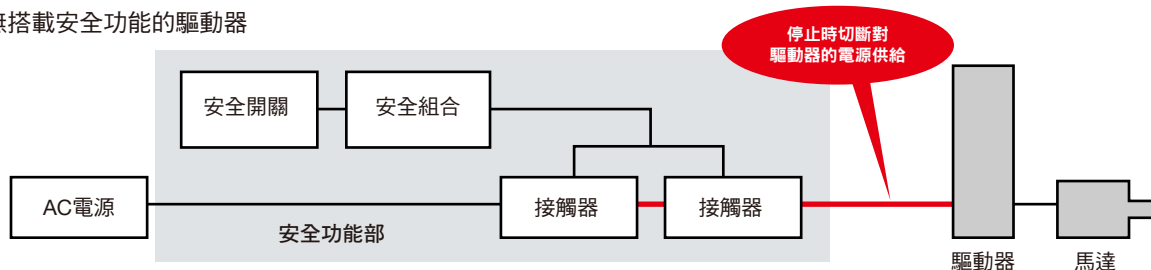 無搭載安全功能的驅動器
停止時切斷對
驅動器的電源供給
安全開關
安全組合
AC電源
接觸器
接觸器
安全功能部
驅動器
馬達